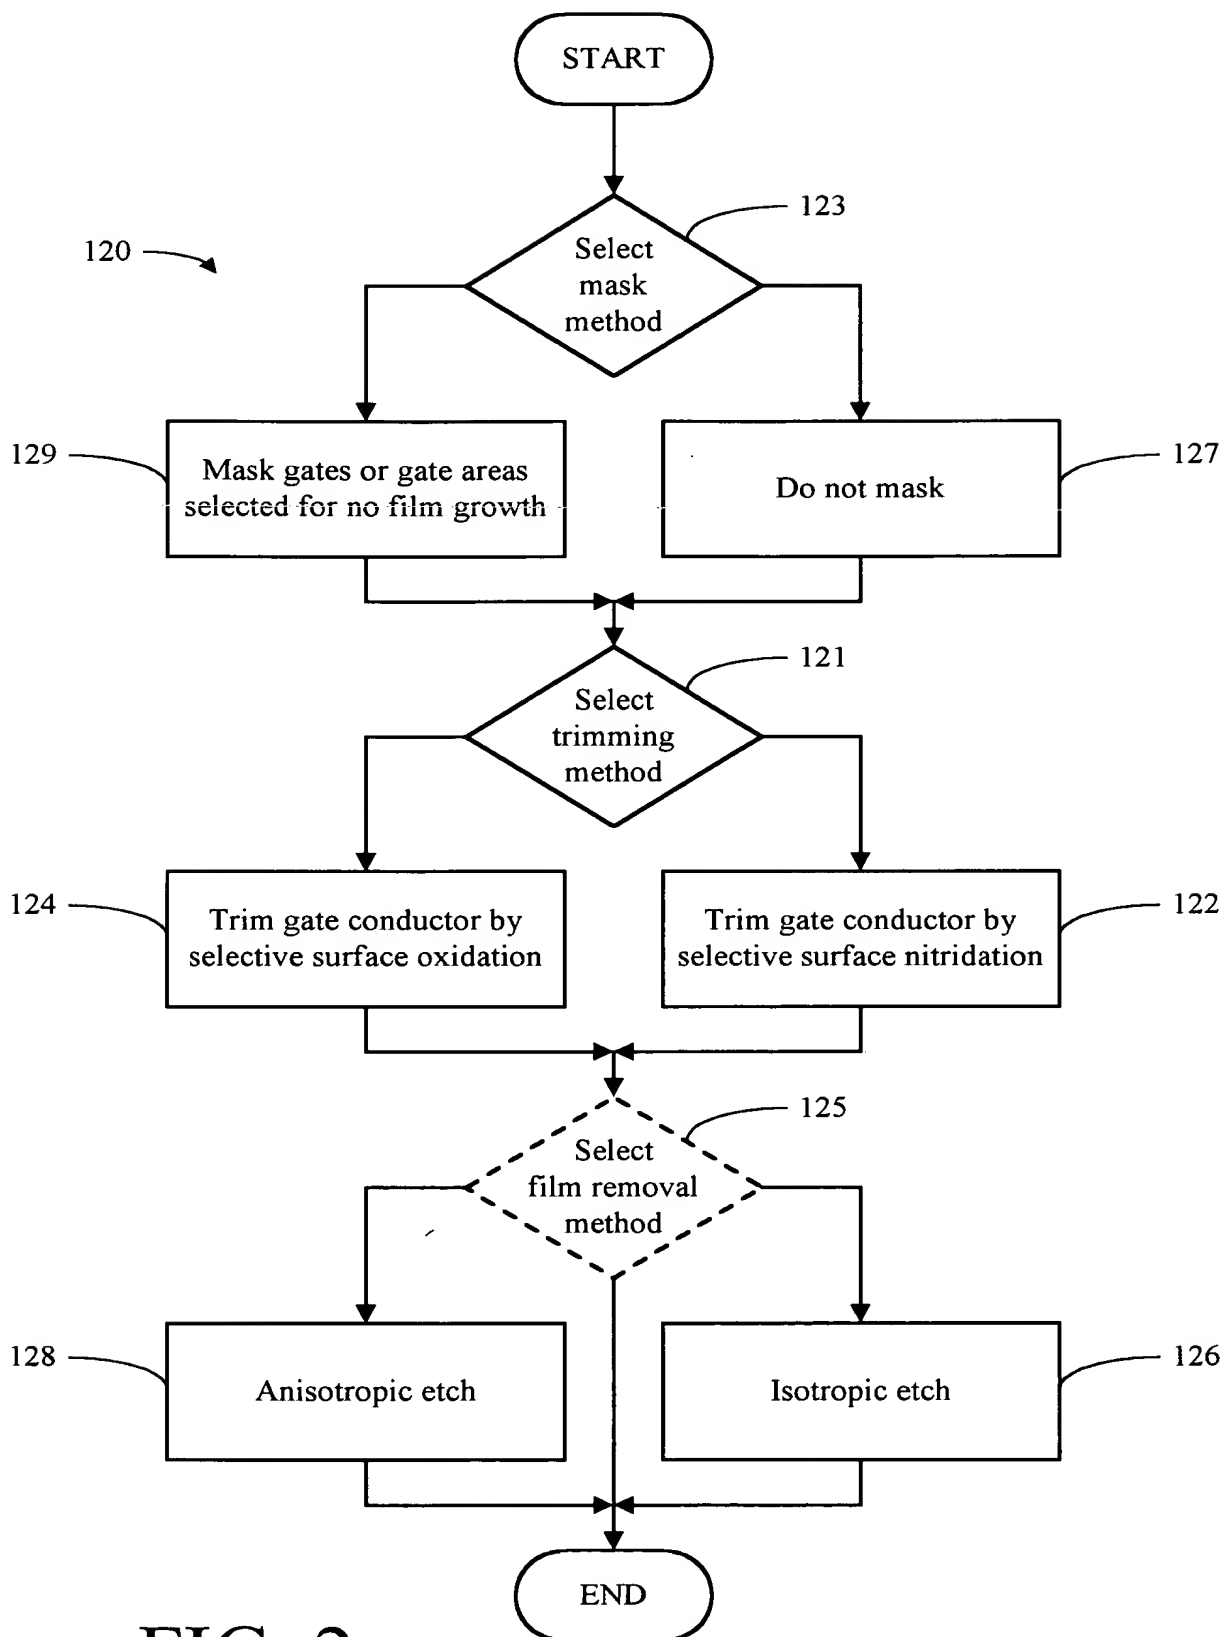 START
123
Select
mask
method
120
129
Mask gates or gate areas
selected for no film growth
Do not mask
127
121
Select
trimming
method
124
Trim gate conductor by
selective surface oxidation
Trim gate conductor by
selective surface nitridation
122
125
Select
film removal
method
128
Anisotropic etch
Isotropic etch
126
END